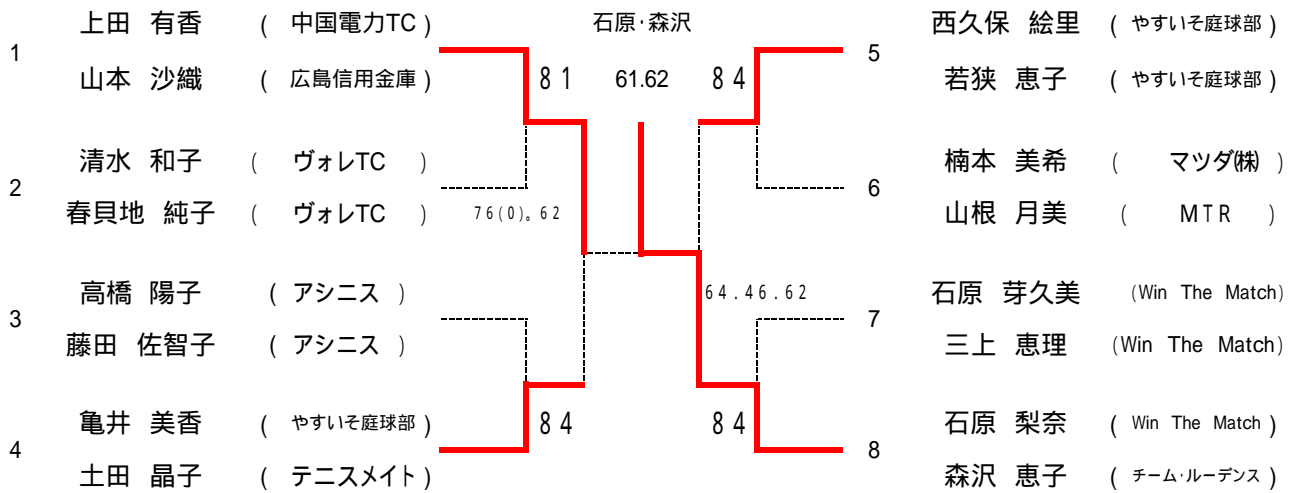 上田 有香 ( 中国電力TC ) 石原・森沢 西久保 絵里 ( やすいそ庭球部 )
1 5
山本 沙織 ( 広島信用金庫 ) 8 1 61.62 8 4 若狭 恵子 ( やすいそ庭球部 )
清水 和子 ( ヴォレTC ) 楠本 美希 ( マツダ㈱ )
2 6
春貝地 純子 ( ヴォレTC ) 76(0)。62 山根 月美 ( MTR )
高橋 陽子 ( アシニス ) 64.46.62 石原 芽久美 (Win The Match)
3 7
藤田 佐智子 ( アシニス ) 三上 恵理 (Win The Match)
亀井 美香 ( やすいそ庭球部 ) 8 4 8 4 石原 梨奈 ( Win The Match )
4 8
土田 晶子 ( テニスメイト ) 森沢 恵子 ( チーム・ルーデンス )